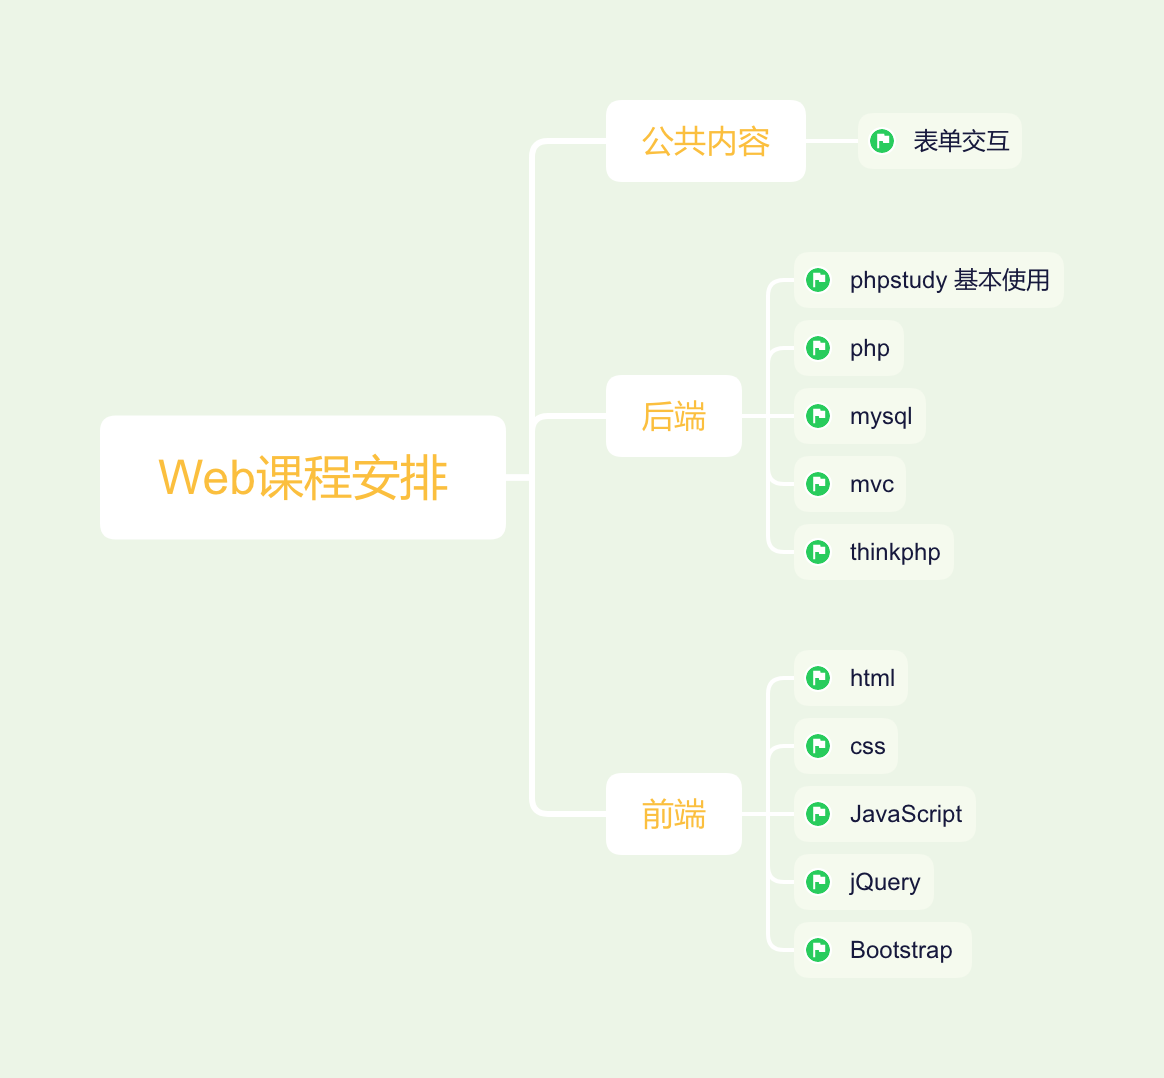 Web课程安排
公共内容
表单交互
后端
phpstudy 基本使用
php
mysql
mvc
thinkphp
前端
html
css
JavaScript
jQuery
Bootstrap